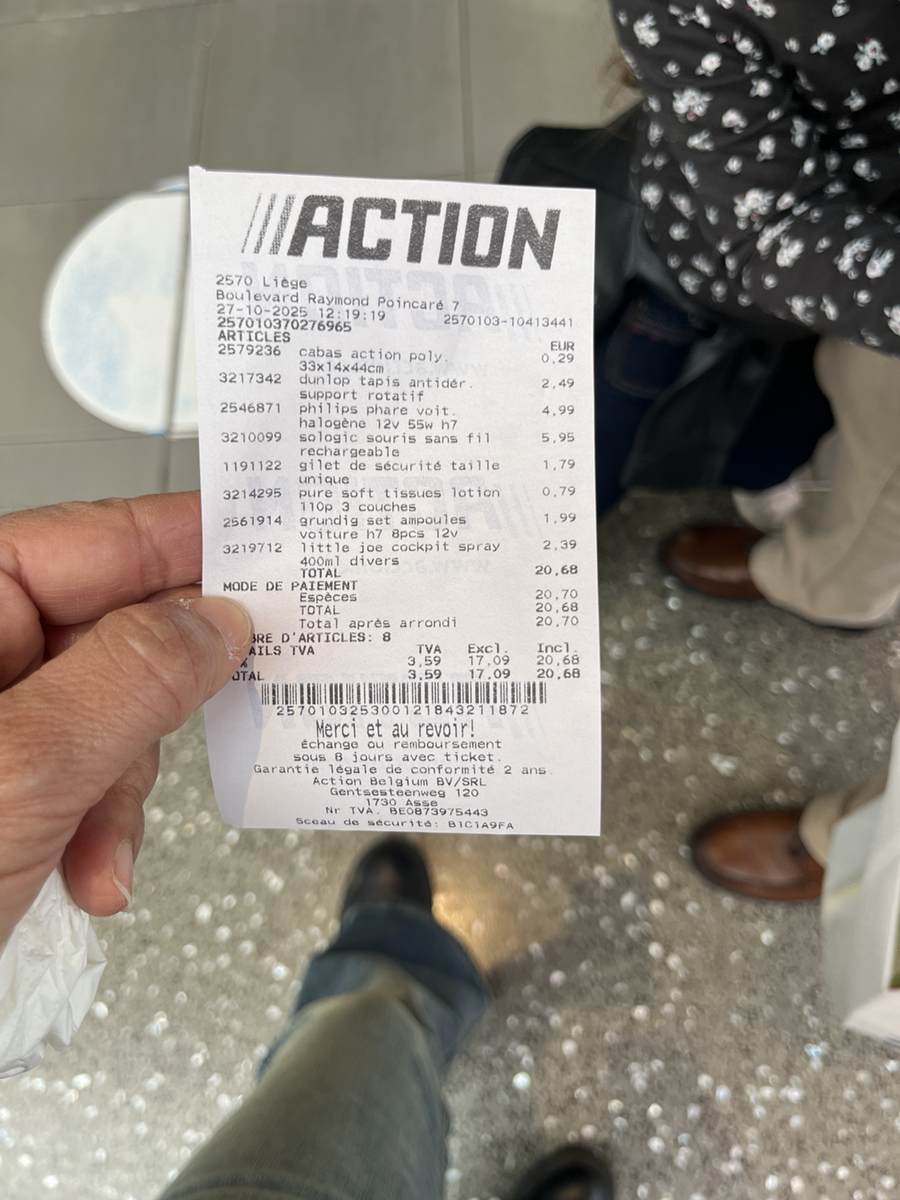 ///ACTION
2570 Liège
Boulevard Raymond Poincaré 7
27-10-2025 12:19:19 2570103-10413441
257010370276965
ARTICLES EUR
2579236 cabas action poly. 0,29
33x14x44cm
3217342 dunlop tapis antidér. 2,49
support rotatif
2546871 philips phare voit. 4,99
halogène 12v 55w h7
3210099 sologic souris sans fil 5,95
rechargeable
1191122 gilet de sécurité taille 1,79
unique
3214295 pure soft tissues lotion 0,79
110p 3 couches
2561914 grundig set ampoules 1,99
voiture h7 8pcs 12v
3219712 little joe cockpit spray 2,39
400ml divers
TOTAL 20,68
MODE DE PAIEMENT
Espèces 20,70
TOTAL 20,68
Total après arrondi 20,70
BRE D'ARTICLES: 8
AILS TVA TVA Excl. Incl.
% 3,59 17,09 20,68
OTAL 3,59 17,09 20,68
257010325300121843211872
Merci et au revoir!
échange ou remboursement
sous 8 jours avec ticket.
Garantie légale de conformité 2 ans.
Action Belgium BV/SRL
Gentsesteenweg 120
1730 Asse
Nr TVA. BE0873975443
Sceau de sécurité: B1C1A9FA